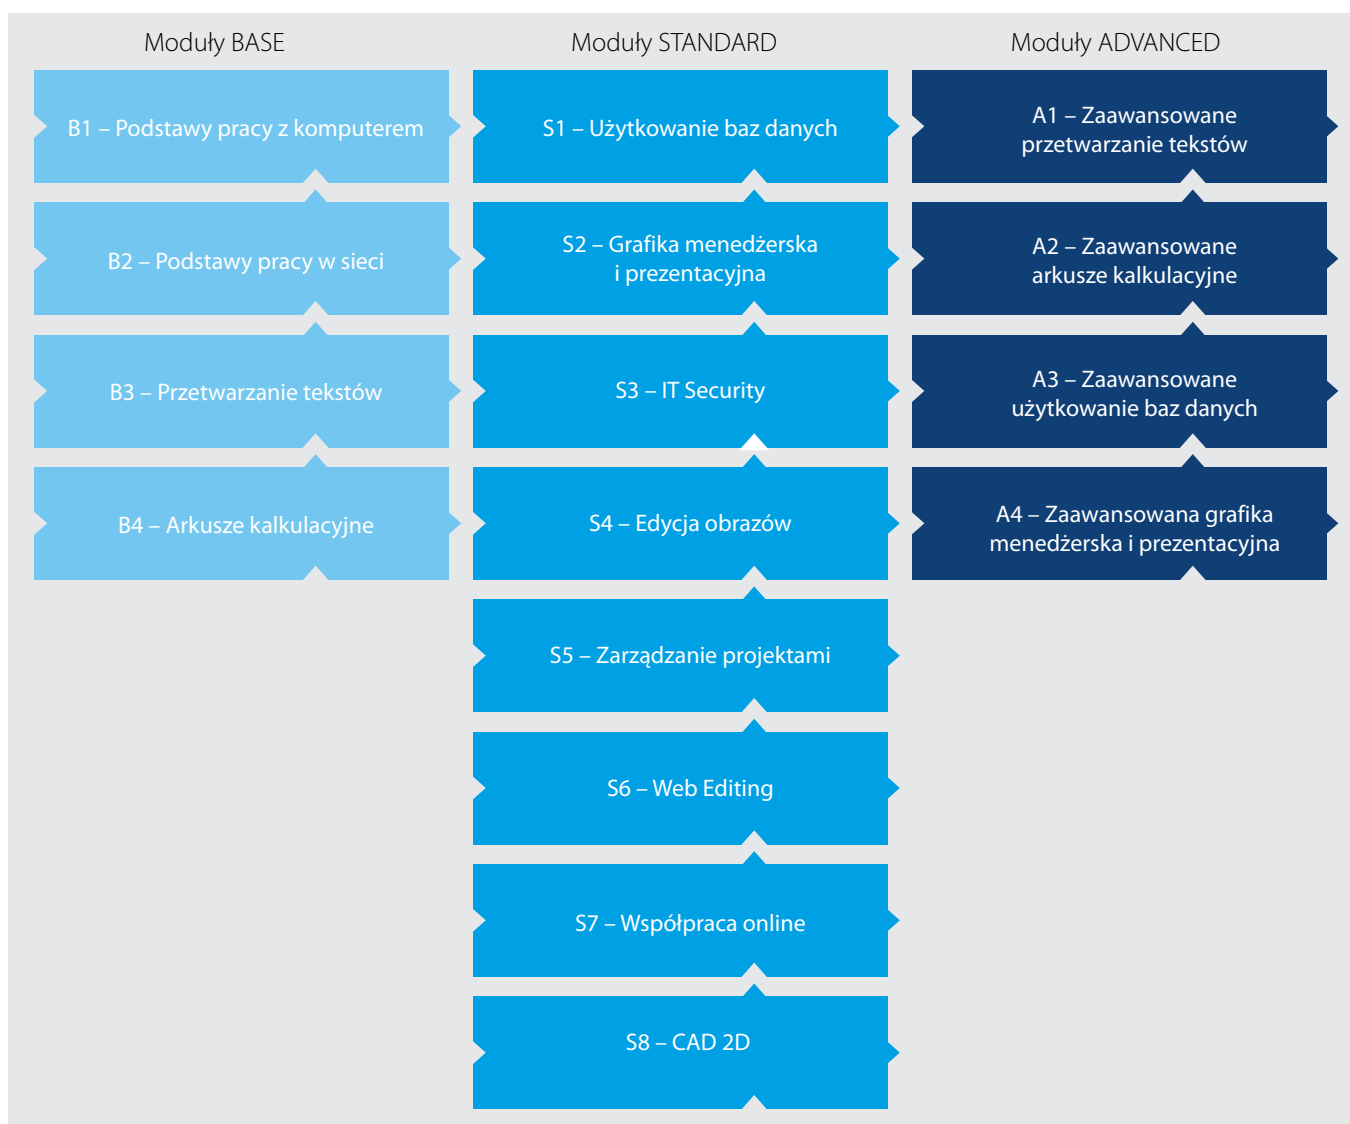 Moduły BASE
B1 – Podstawy pracy z komputerem
B2 – Podstawy pracy w sieci
B3 – Przetwarzanie tekstów
B4 – Arkusze kalkulacyjne
Moduły STANDARD
S1 – Użytkowanie baz danych
S2 – Grafika menedżerska
i prezentacyjna
S3 – IT Security
S4 – Edycja obrazów
S5 – Zarządzanie projektami
S6 – Web Editing
S7 – Współpraca online
S8 – CAD 2D
Moduły ADVANCED
A1 – Zaawansowane
przetwarzanie tekstów
A2 – Zaawansowane
arkusze kalkulacyjne
A3 – Zaawansowane
użytkowanie baz danych
A4 – Zaawansowana grafika
menedżerska i prezentacyjna